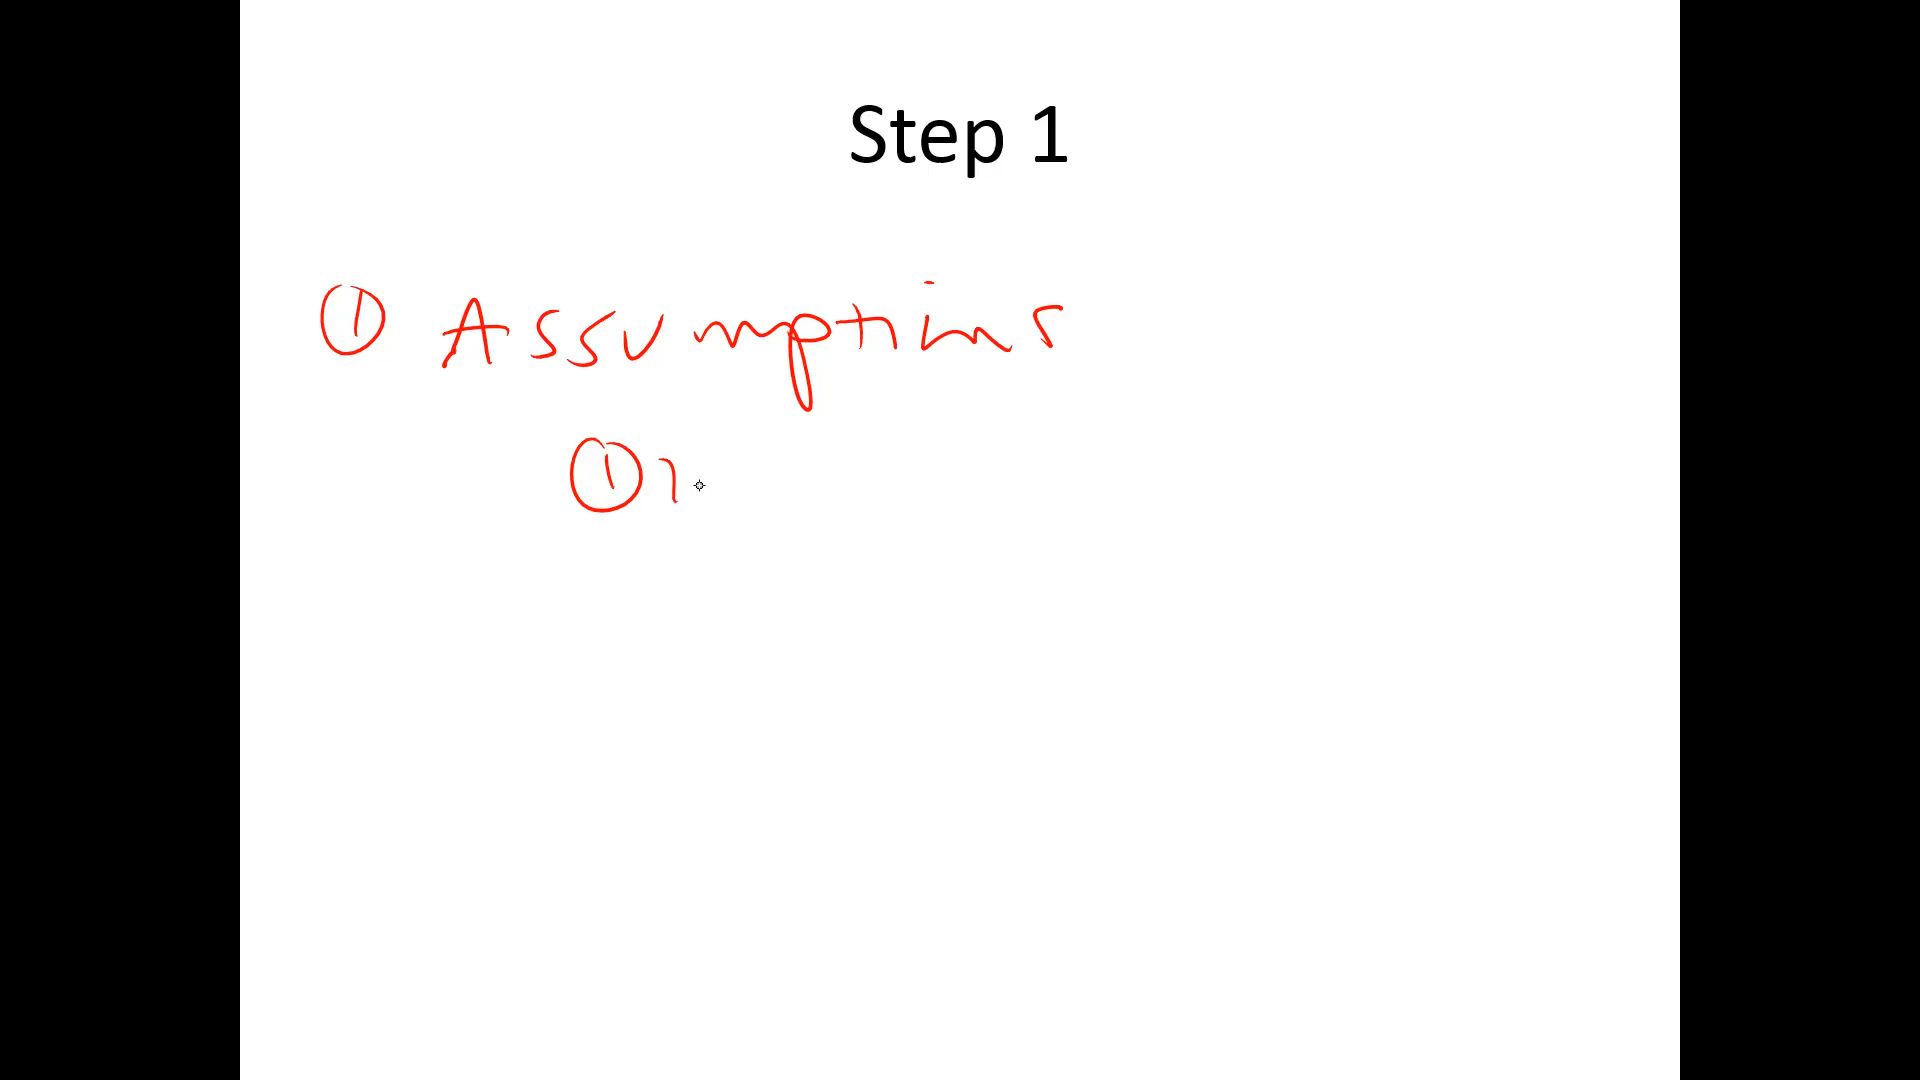 Step 1
① Assumptions
①